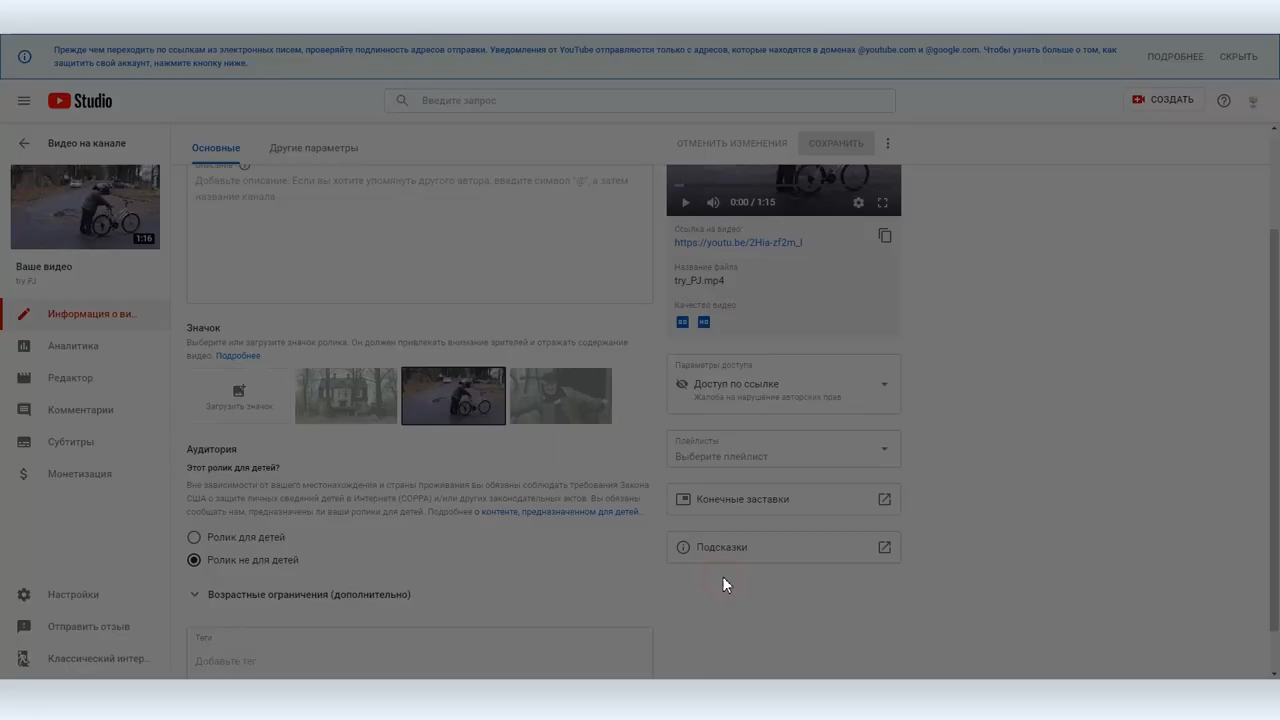 Прежде чем переходить по ссылкам из электронных писем, проверяйте подлинность адресов отправки. Уведомления от YouTube отправляются только с адресов, которые находятся в доменах @youtube.com и @google.com. Чтобы узнать больше о том, как
защитить свой аккаунт, нажмите кнопку ниже.
ПОДРОБНЕЕ
СКРЫТЬ
Studio
Введите запрос
СОЗДАТЬ
Видео на канале
Основные
Другие параметры
ОТМЕНИТЬ ИЗМЕНЕНИЯ
СОХРАНИТЬ
1:16
Ваше видео
try PJ
Информация о ви...
Аналитика
Редактор
Комментарии
Субтитры
Монетизация
Настройки
Отправить отзыв
Классический интер...
Описание
Добавьте описание. Если вы хотите упомянуть другого автора, введите символ "@", а затем
название канала
Значок
Выберите или загрузите значок ролика. Он должен привлекать внимание зрителей и отражать содержание
видео. Подробнее
Загрузить значок
Аудитория
Этот ролик для детей?
Вне зависимости от вашего местонахождения и страны проживания Вы обязаны соблюдать требования Закона
США о защите личных сведений детей в Интернете (COPPA) и/или других законодательных актов. Вы обязаны
сообщать нам, предназначены ли ваши ролики для детей. Подробнее о контенте, предназначенном для детей...
Ролик для детей
Ролик не для детей
Возрастные ограничения (дополнительно)
Теги
Добавьте тег
0:00 / 1:15
Ссылка на видео:
https://youtu.be/2Hia-zf2m_I
Название файла
try_PJ.mp4
Качество видео
SD HD
Параметры доступа
Доступ по ссылке
Жалоба на нарушение авторских прав
Плейлисты
Выберите плейлист
Конечные заставки
Подсказки